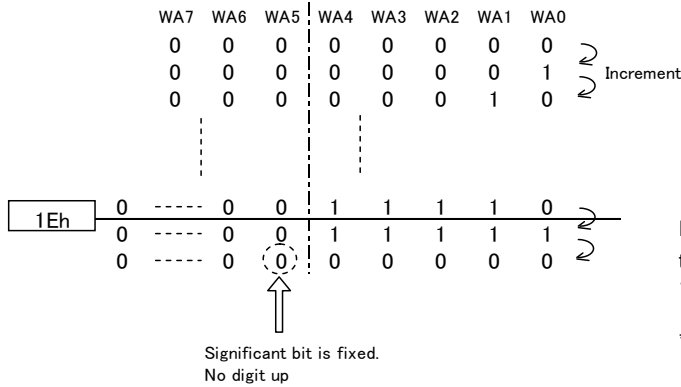 WA7 WA6 WA5 WA4 WA3 WA2 WA1 WA0
0 0 0 0 0 0 0 0
0 0 0 0 0 0 0 1
Increment
0 0 0 0 0 0 1 0
0 ----- 0 0 1 1 1 1 0
1Eh
0 ----- 0 0 1 1 1 1 1
0 ----- 0 0 0 0 0 0 0
Significant bit is fixed.
No digit up